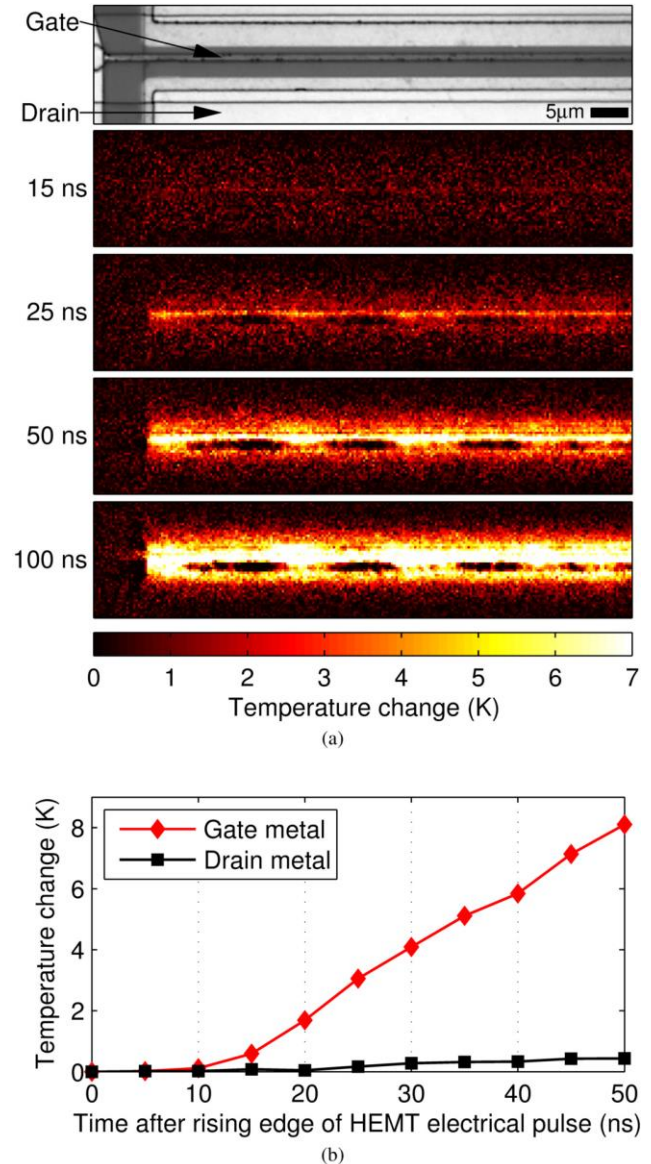 Gate
Drain
5μm
15 ns
25 ns
50 ns
100 ns
0 1 2 3 4 5 6 7
Temperature change (K)
(a)
8
6
4
2
0
Temperature change (K)
Gate metal
Drain metal
0 10 20 30 40 50
Time after rising edge of HEMT electrical pulse (ns)
(b)